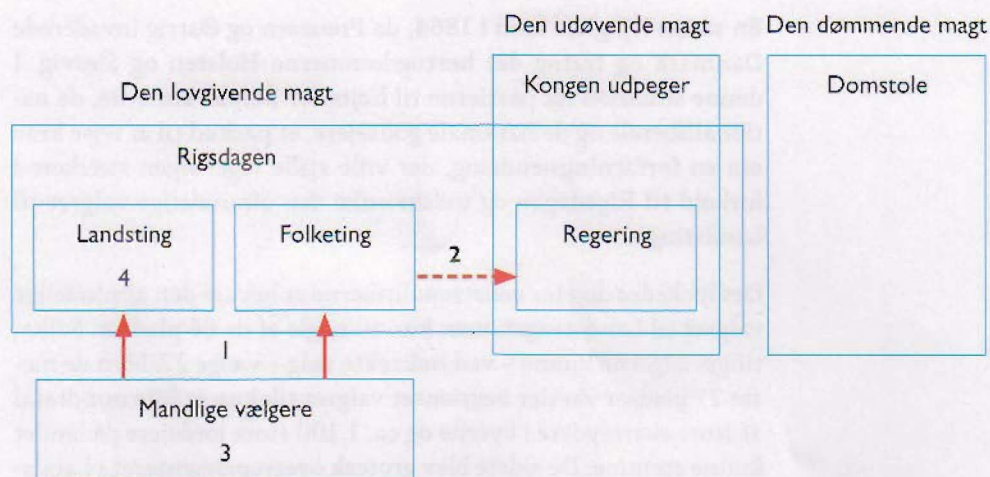 Den udøvende magt
Den dømmende magt
Den lovgivende magt
Kongen udpeger
Domstole
Rigsdagen
Landsting
Folketing
2
Regering
4
1
Mandlige vælgere
3